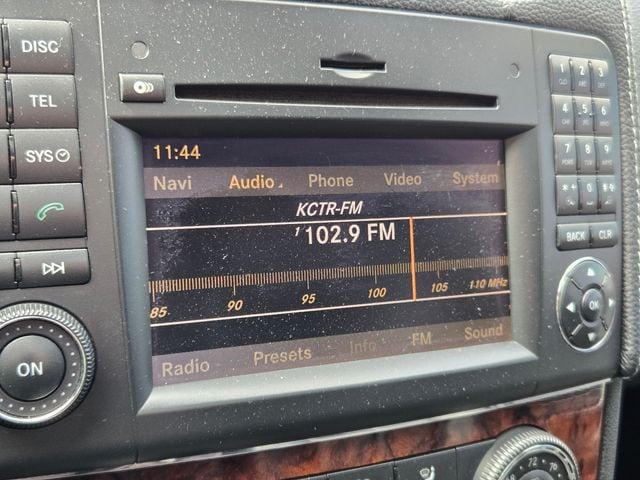 DISC
TEL
SYS
ON
11:44
Navi Audio Phone Video System
KCTR-FM
1 102.9 FM
85 90 95 100 105 110 MHz
Radio Presets Info FM Sound
1 2 3
4 5 6
7 8 9
* 0 #
BACK CLR
OK
72